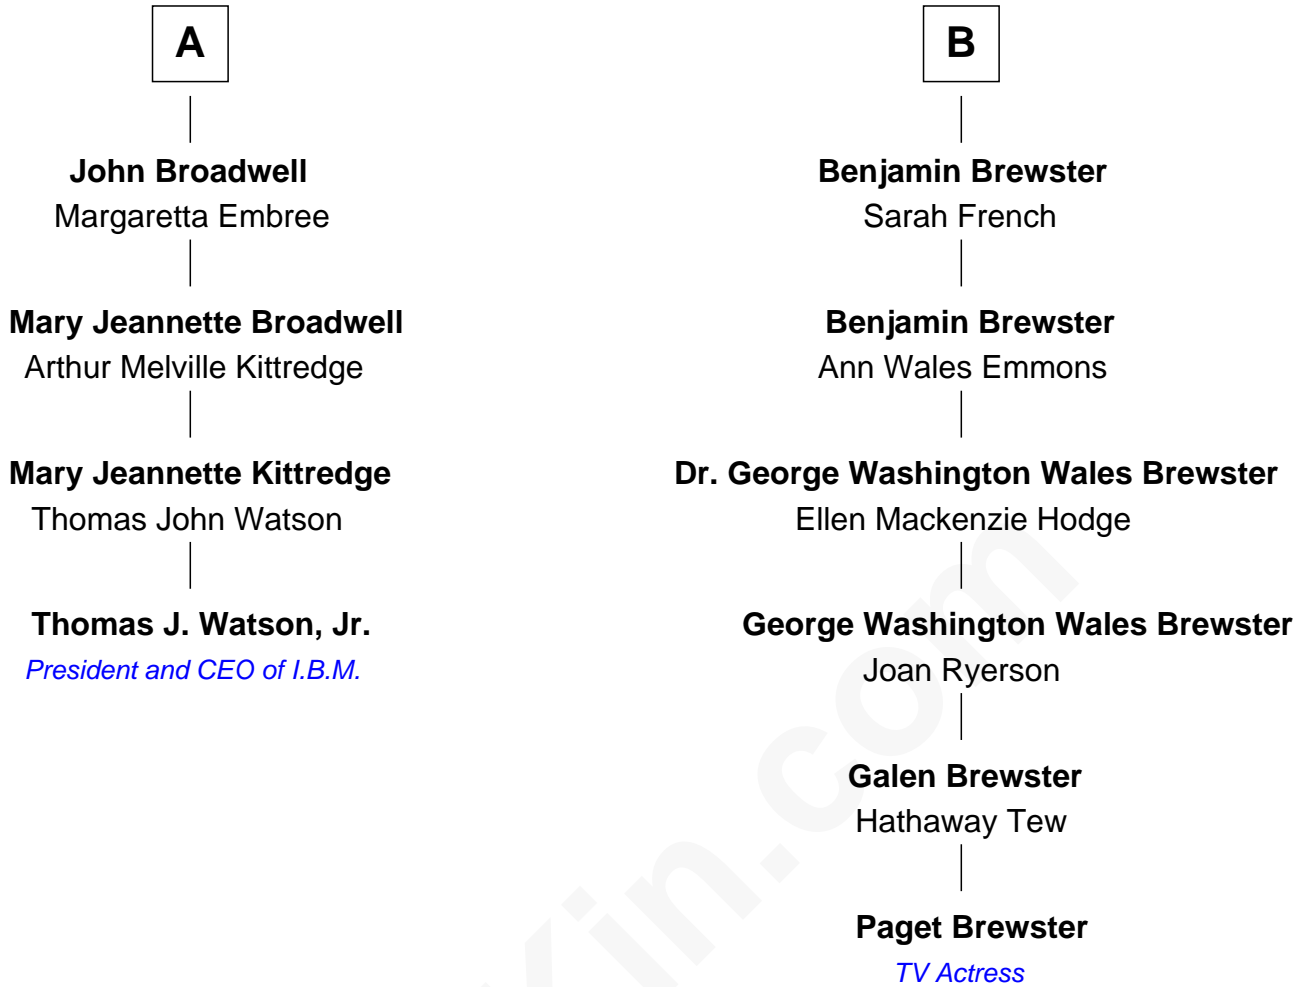 A
John Broadwell
Margaretta Embree
Mary Jeannette Broadwell
Arthur Melville Kittredge
Mary Jeannette Kittredge
Thomas John Watson
Thomas J. Watson, Jr.
President and CEO of I.B.M.
B
Benjamin Brewster
Sarah French
Benjamin Brewster
Ann Wales Emmons
Dr. George Washington Wales Brewster
Ellen Mackenzie Hodge
George Washington Wales Brewster
Joan Ryerson
Galen Brewster
Hathaway Tew
Paget Brewster
TV Actress
Kin.com